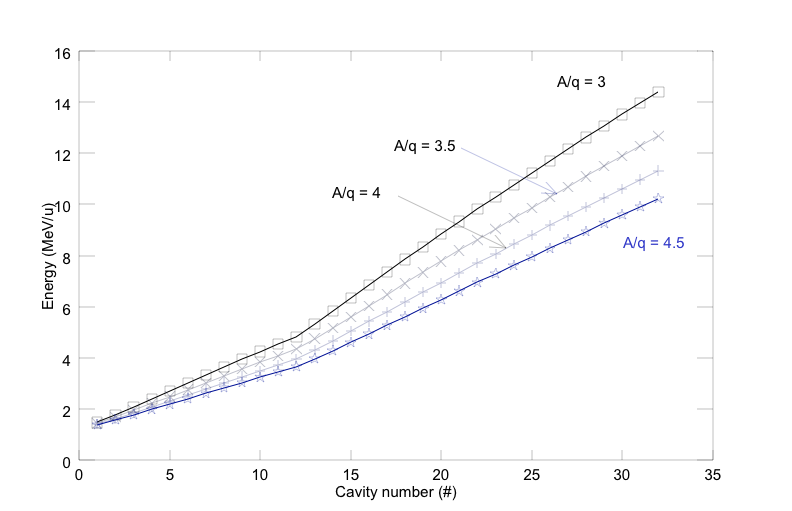 16
A/q = 3
14
A/q = 3.5
12
A/q = 4
10
A/q = 4.5
8
6
4
2
0
Energy (MeV/u)
0 5 10 15 20 25 30 35
Cavity number (#)